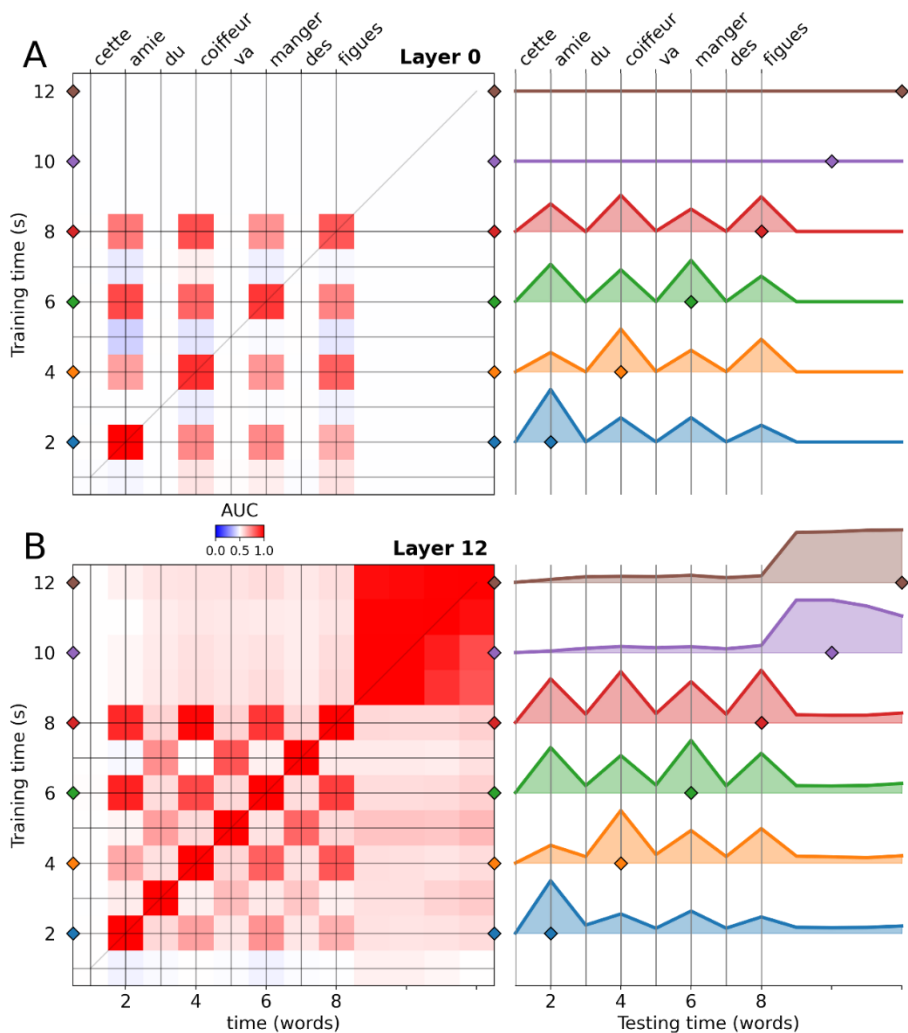 A
cette amie du coiffeur va manger des figues
cette amie du coiffeur va manger des figues
Layer 0
Training time (s)
12
10
8
6
4
2
B
AUC
0.0 0.5 1.0
Layer 12
Training time (s)
12
10
8
6
4
2
2 4 6 8
2 4 6 8
time (words)
Testing time (words)